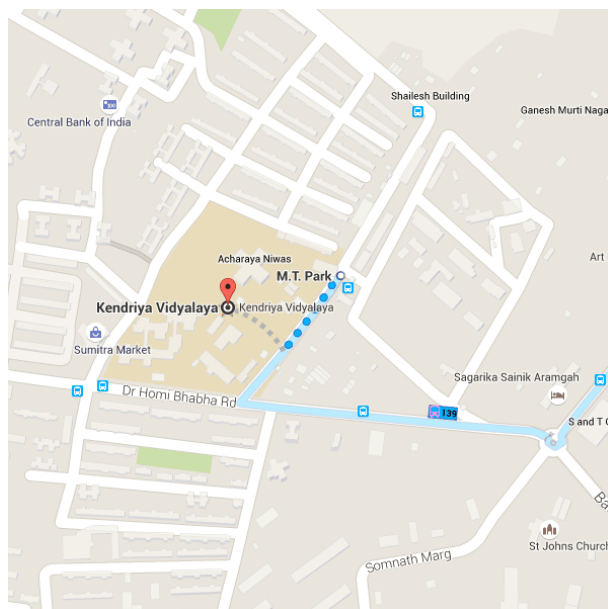 Shailesh Building
Ganesh Murti Naga
Central Bank of India
Art
Acharaya Niwas
M.T. Park
Kendriya Vidyalaya
Kendriya Vidyalaya
Sumitra Market
Sagarika Sainik Aramgah
Dr Homi Bhabha Rd
139
S and T C
Ba
St Johns Church
Somnath Marg